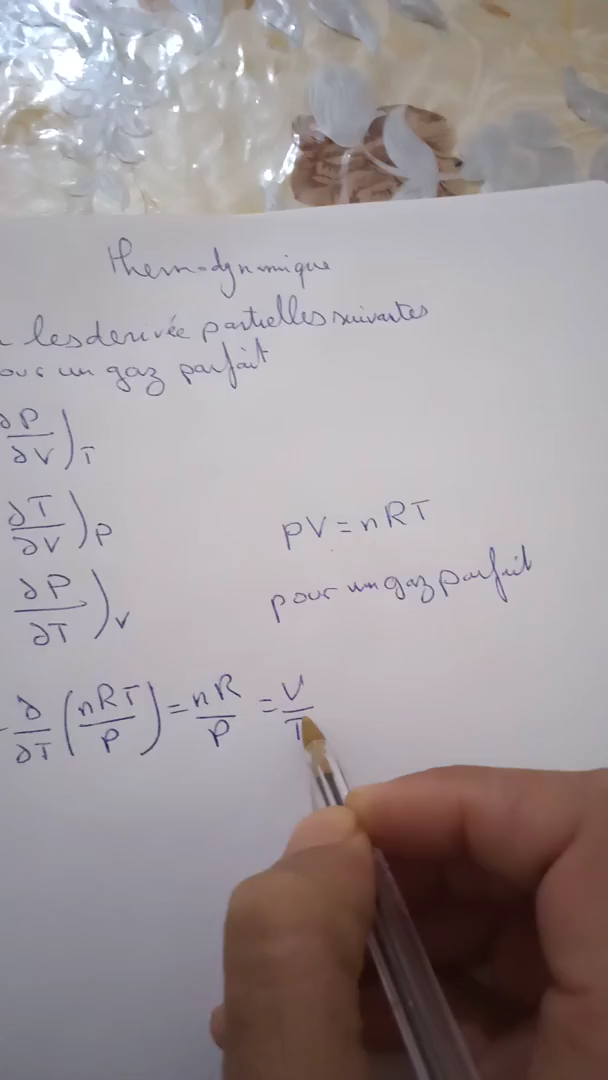 thermodynamique
les derivée partielles suivantes
our un gaz parfait
∂P/∂V)T
∂T/∂V)P
PV = nRT
∂P/∂T)V
pour un gaz parfait
∂/∂T (nRT/P) = nR/P = V/T